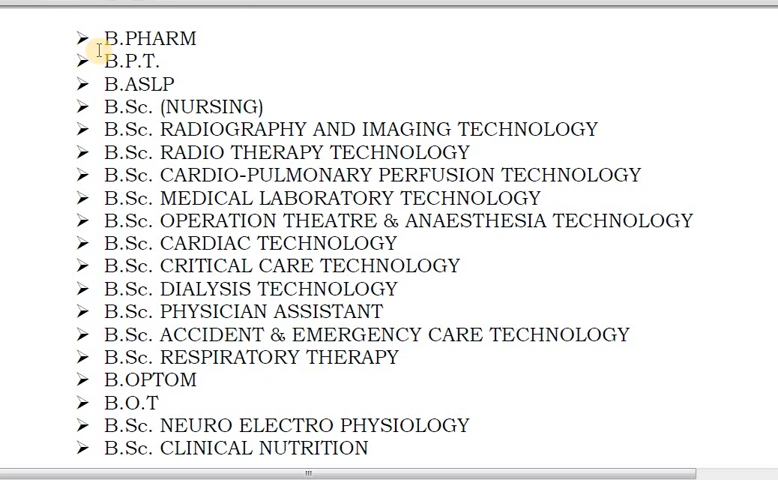 ➢ B.PHARM
➢ B.P.T.
➢ B.ASLP
➢ B.Sc. (NURSING)
➢ B.Sc. RADIOGRAPHY AND IMAGING TECHNOLOGY
➢ B.Sc. RADIO THERAPY TECHNOLOGY
➢ B.Sc. CARDIO-PULMONARY PERFUSION TECHNOLOGY
➢ B.Sc. MEDICAL LABORATORY TECHNOLOGY
➢ B.Sc. OPERATION THEATRE & ANAESTHESIA TECHNOLOGY
➢ B.Sc. CARDIAC TECHNOLOGY
➢ B.Sc. CRITICAL CARE TECHNOLOGY
➢ B.Sc. DIALYSIS TECHNOLOGY
➢ B.Sc. PHYSICIAN ASSISTANT
➢ B.Sc. ACCIDENT & EMERGENCY CARE TECHNOLOGY
➢ B.Sc. RESPIRATORY THERAPY
➢ B.OPTOM
➢ B.O.T
➢ B.Sc. NEURO ELECTRO PHYSIOLOGY
➢ B.Sc. CLINICAL NUTRITION